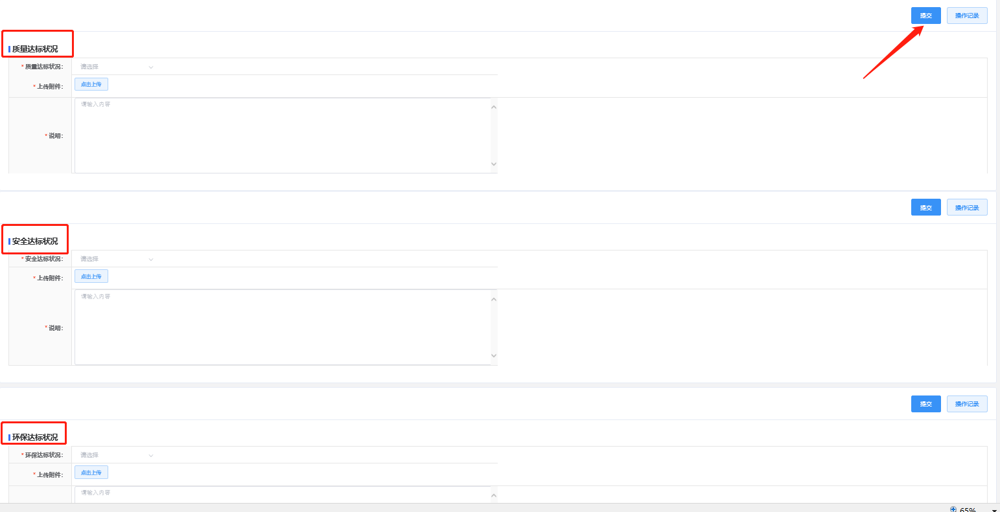 提交 操作记录
质量达标状况
* 质量达标状况： 请选择
* 上传附件： 点击上传
请输入内容
* 说明：
提交 操作记录
安全达标状况
* 安全达标状况： 请选择
* 上传附件： 点击上传
请输入内容
* 说明：
提交 操作记录
环保达标状况
* 环保达标状况： 请选择
* 上传附件： 点击上传
请输入内容
65%